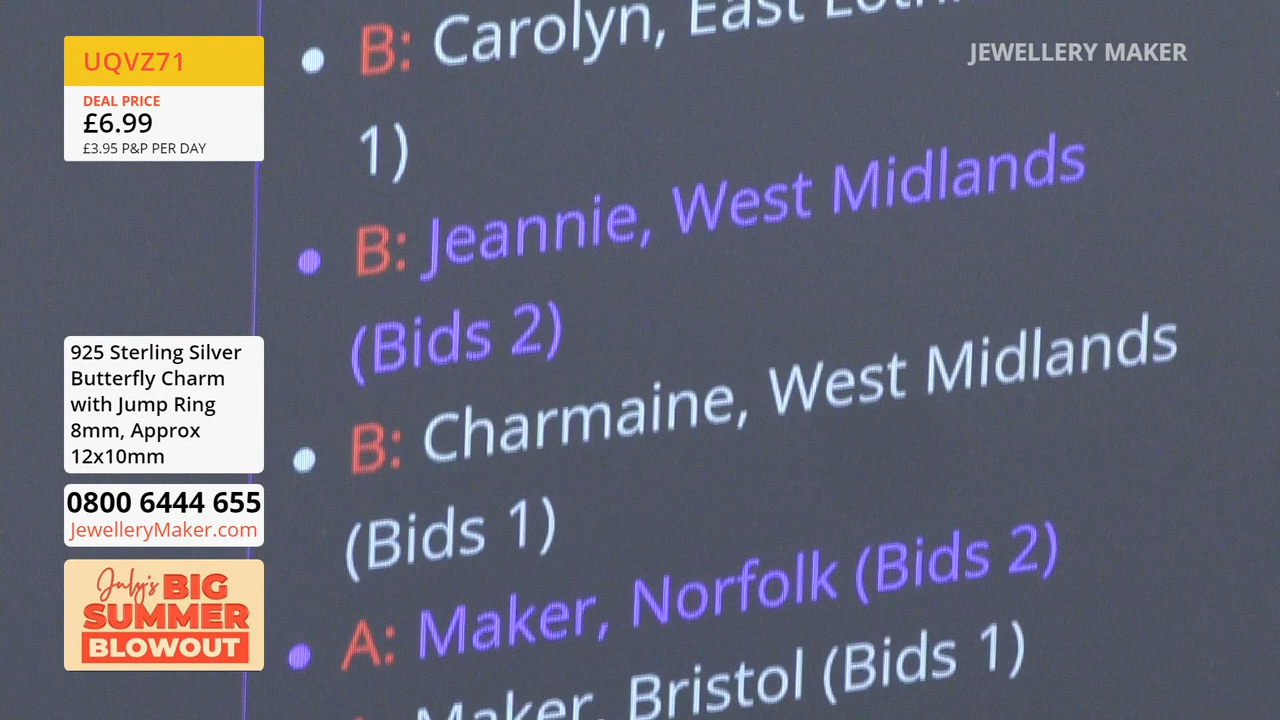 UQVZ71
DEAL PRICE
£6.99
£3.95 P&P PER DAY
925 Sterling Silver
Butterfly Charm
with Jump Ring
8mm, Approx
12x10mm
0800 6444 655
JewelleryMaker.com
July's BIG
SUMMER
BLOWOUT
JEWELLERY MAKER
B: Carolyn, East
1)
B: Jeannie, West Midlands
(Bids 2)
B: Charmaine, West Midlands
(Bids 1)
A: Maker, Norfolk (Bids 2)
Maker, Bristol (Bids 1)